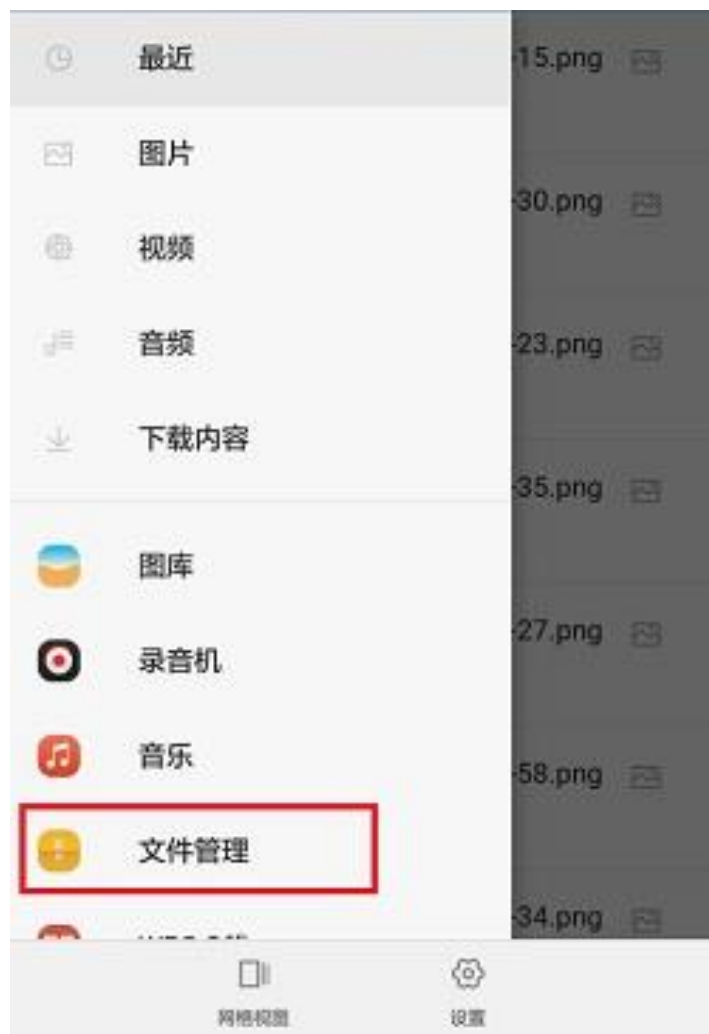 最近
-15.png
图片
-30.png
视频
音频
-23.png
下载内容
-35.png
图库
-27.png
录音机
音乐
-58.png
文件管理
-34.png
网格视图
设置